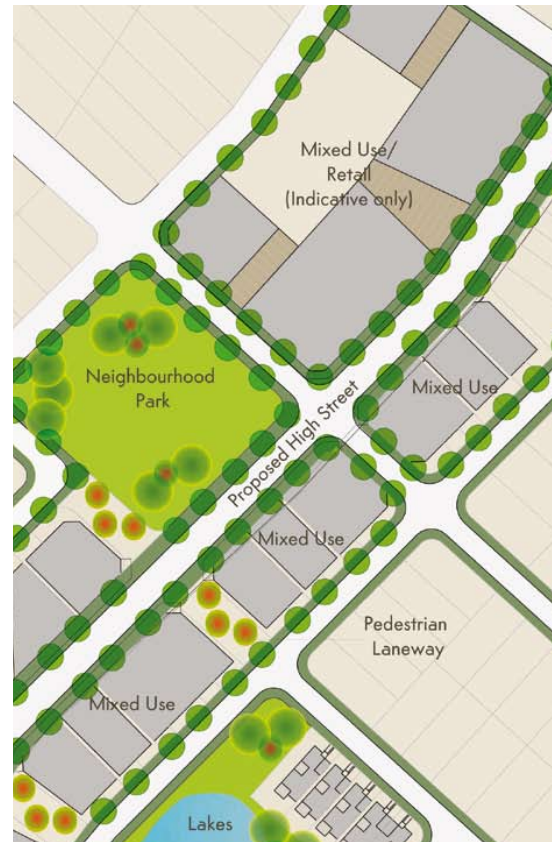 Mixed Use/
Retail
(Indicative only)
Neighbourhood
Park
Mixed Use
Proposed High Street
Mixed Use
Pedestrian
Laneway
Mixed Use
Lakes